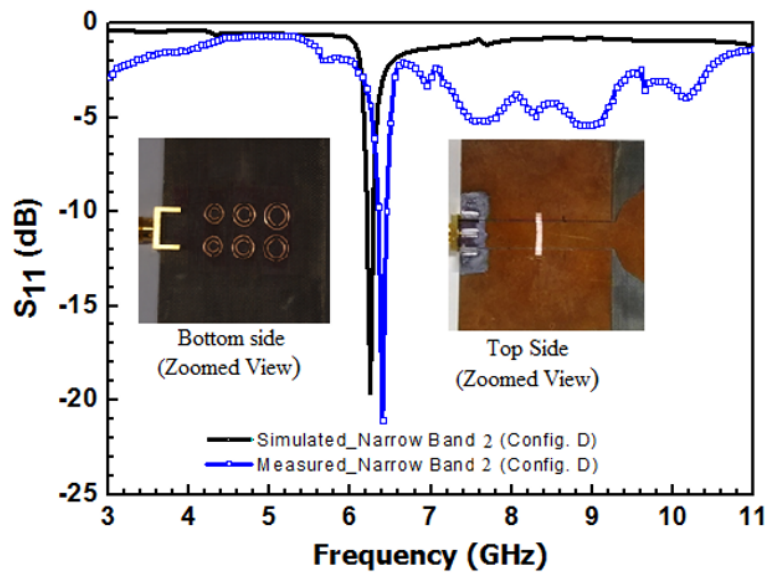 0
-5
-10
-15
-20
-25
S11 (dB)
Bottom side
(Zoomed View)
Top Side
(Zoomed View)
Simulated_Narrow Band 2 (Config. D)
Measured_Narrow Band 2 (Config. D)
3 4 5 6 7 8 9 10 11
Frequency (GHz)